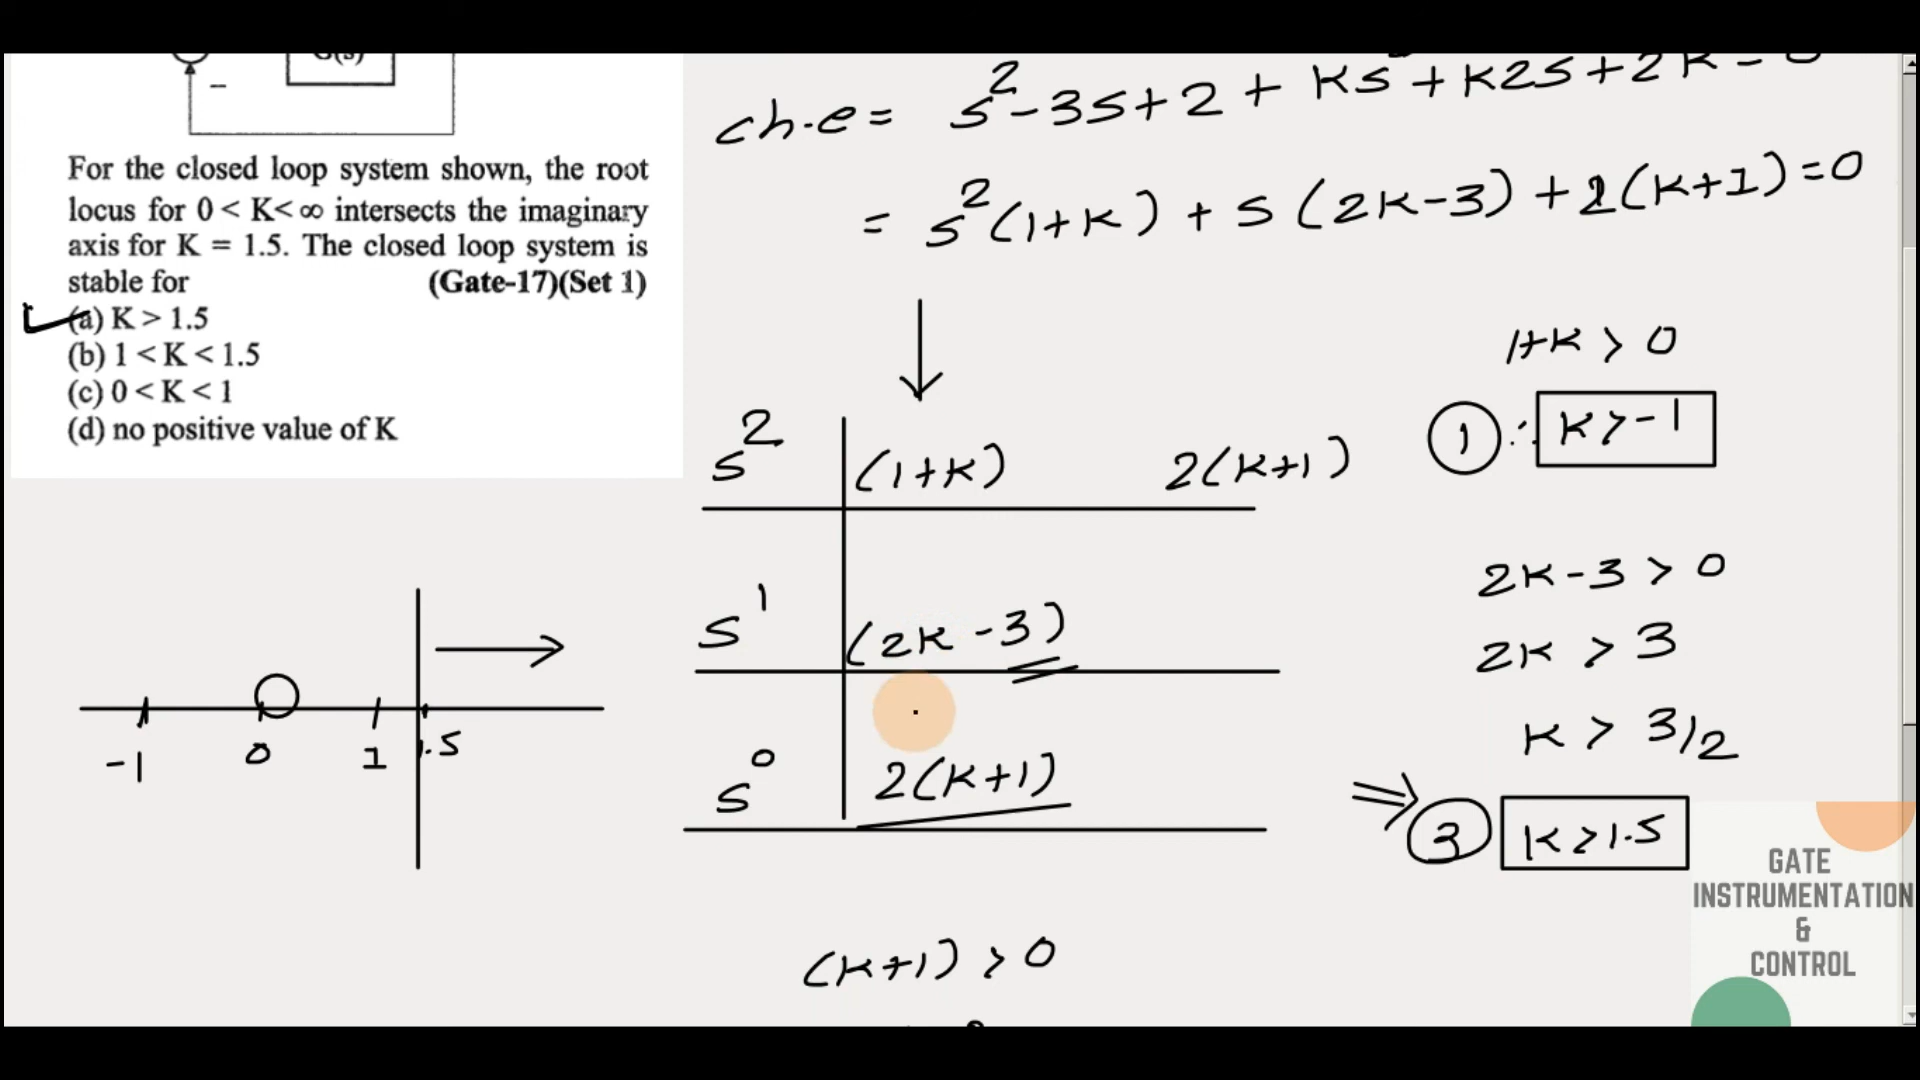 G(s)
−
For the closed loop system shown, the root
locus for 0 < K< ∞ intersects the imaginary
axis for K = 1.5. The closed loop system is
stable for (Gate-17)(Set 1)
(a) K > 1.5
(b) 1 < K < 1.5
(c) 0 < K < 1
(d) no positive value of K
ch.e = s² - 3s + 2 + Ks + K2s + 2K = 0
= s²(1+K) + s(2K-3) + 2(K+1) = 0
s² (1+K) 2(K+1)
s¹ (2K - 3)
s⁰ 2(K+1)
(K+1) > 0
1+K > 0
1 ∴ K > -1
2K - 3 > 0
2K > 3
K > 3/2
⇒ 3 K > 1.5
-1 0 1 1.5
GATE
INSTRUMENTATION
&
CONTROL